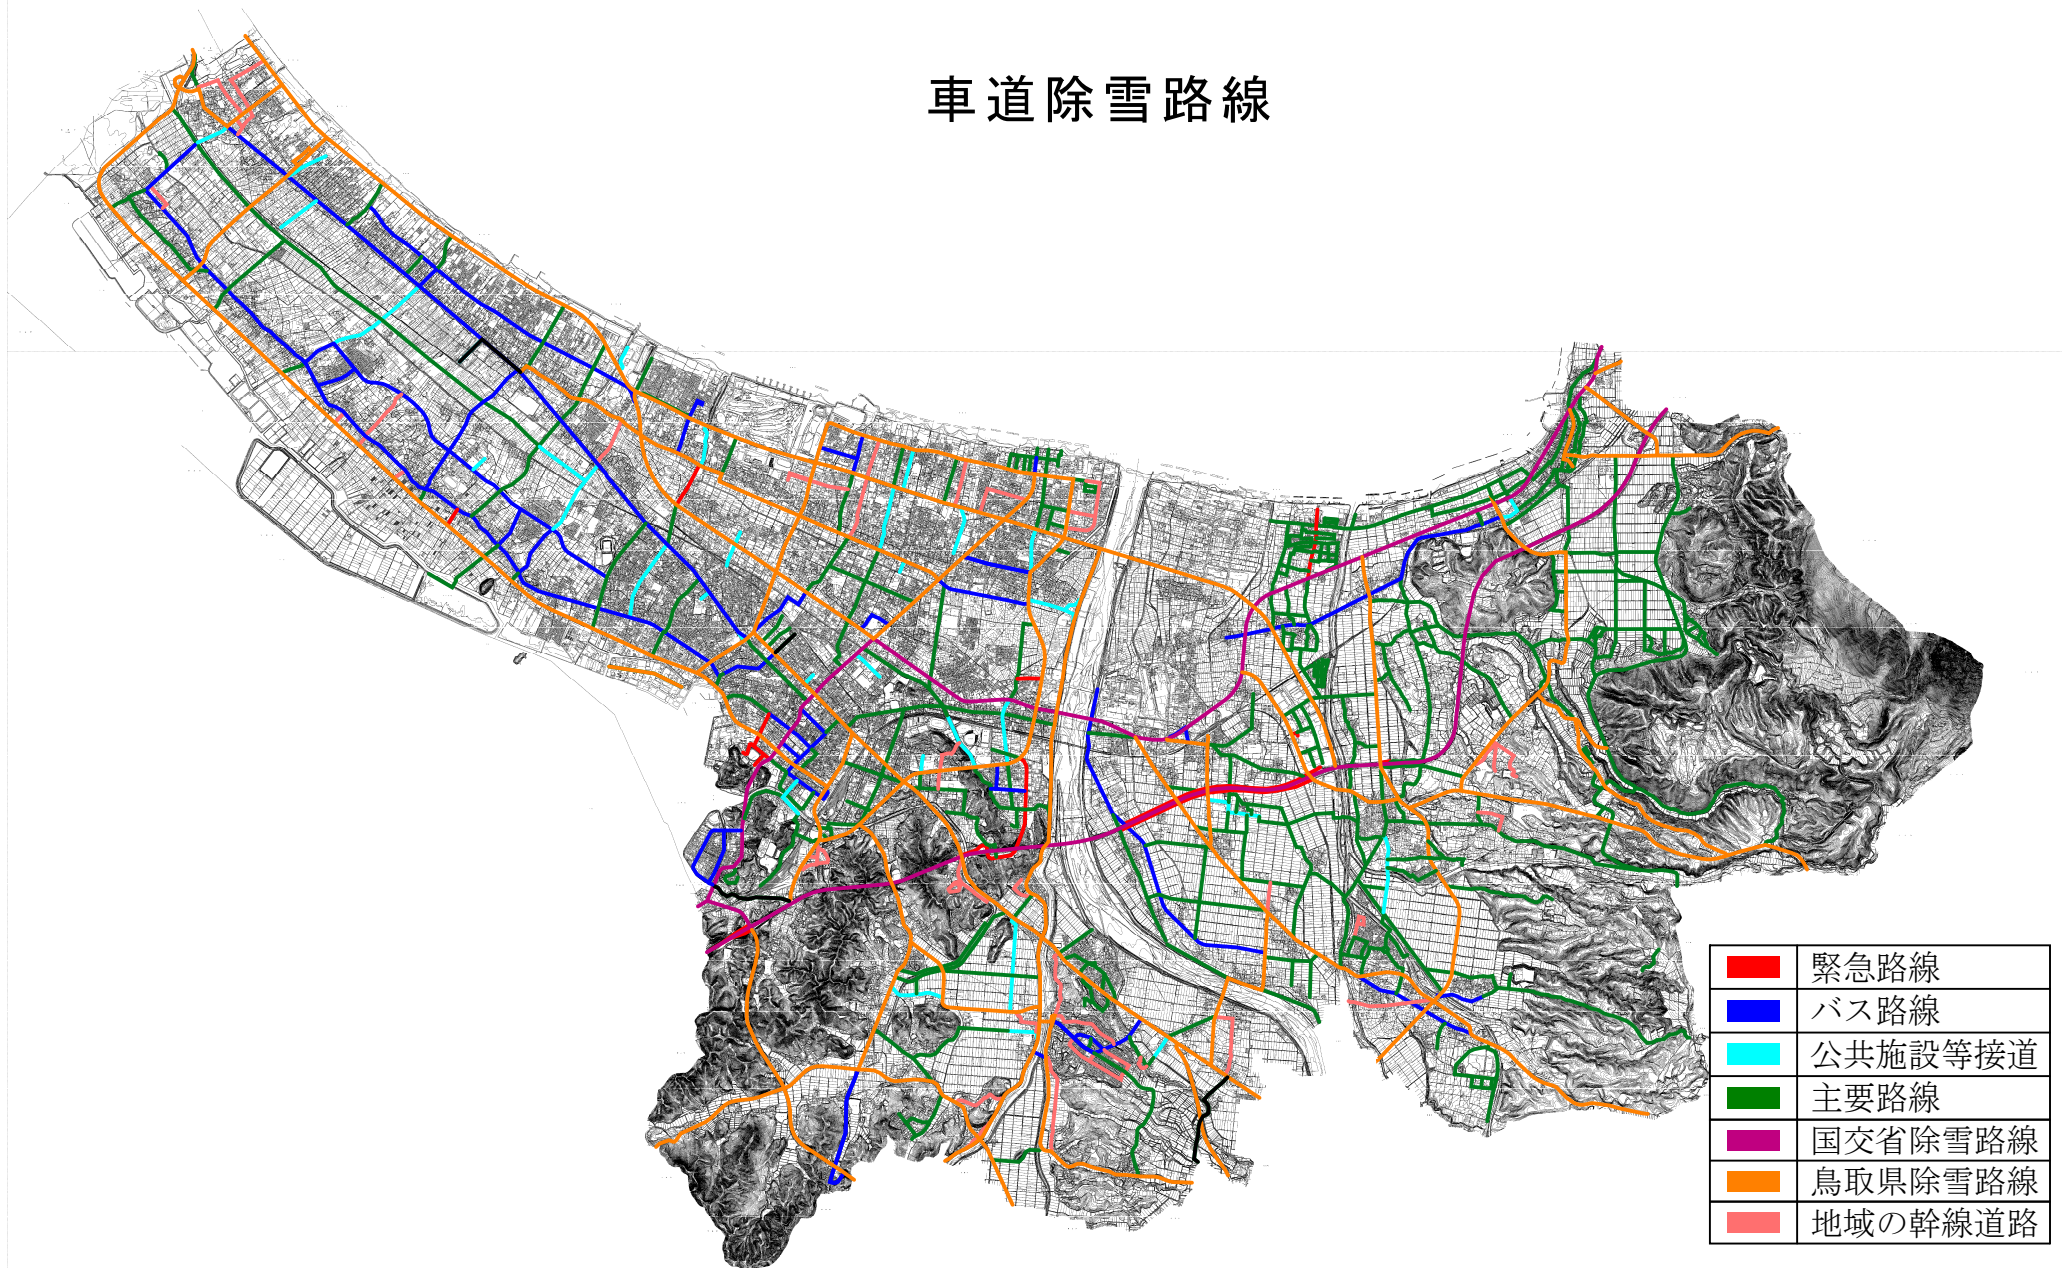 車道除雪路線
緊急路線
バス路線
公共施設等接道
主要路線
国交省除雪路線
鳥取県除雪路線
地域の幹線道路